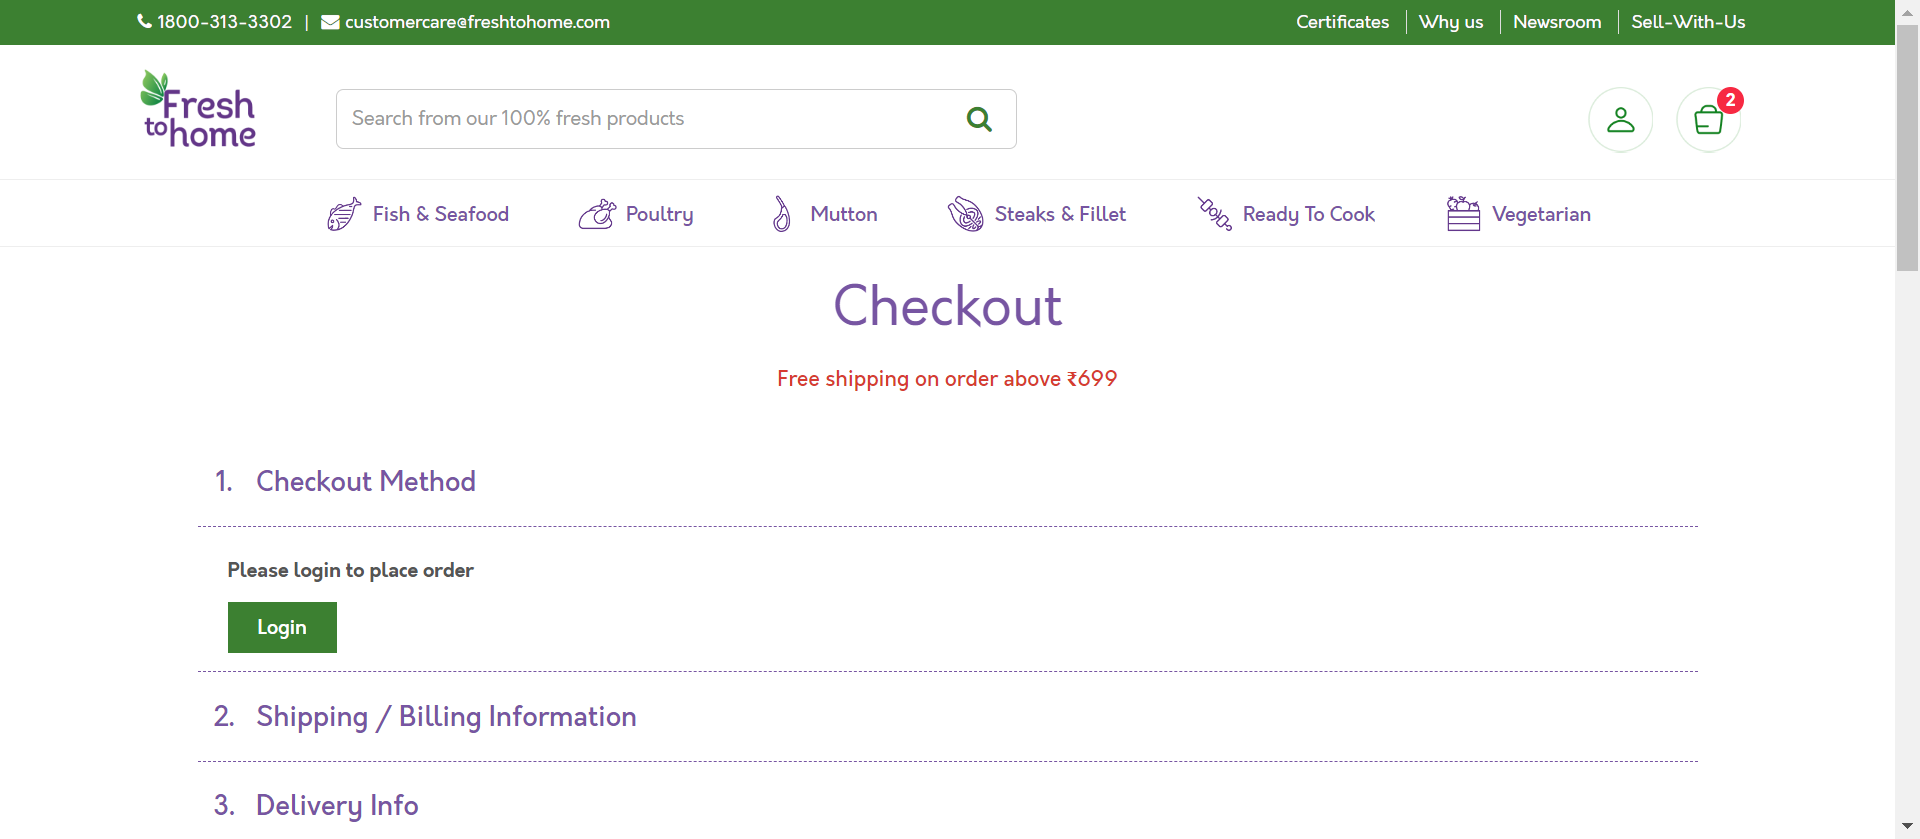 1800-313-3302 | customercare@freshtohome.com
Certificates
Why us
Newsroom
Sell-With-Us
Fresh
to home
Search from our 100% fresh products
2
Fish & Seafood
Poultry
Mutton
Steaks & Fillet
Ready To Cook
Vegetarian
Checkout
Free shipping on order above ₹699
1. Checkout Method
Please login to place order
Login
2. Shipping / Billing Information
3. Delivery Info